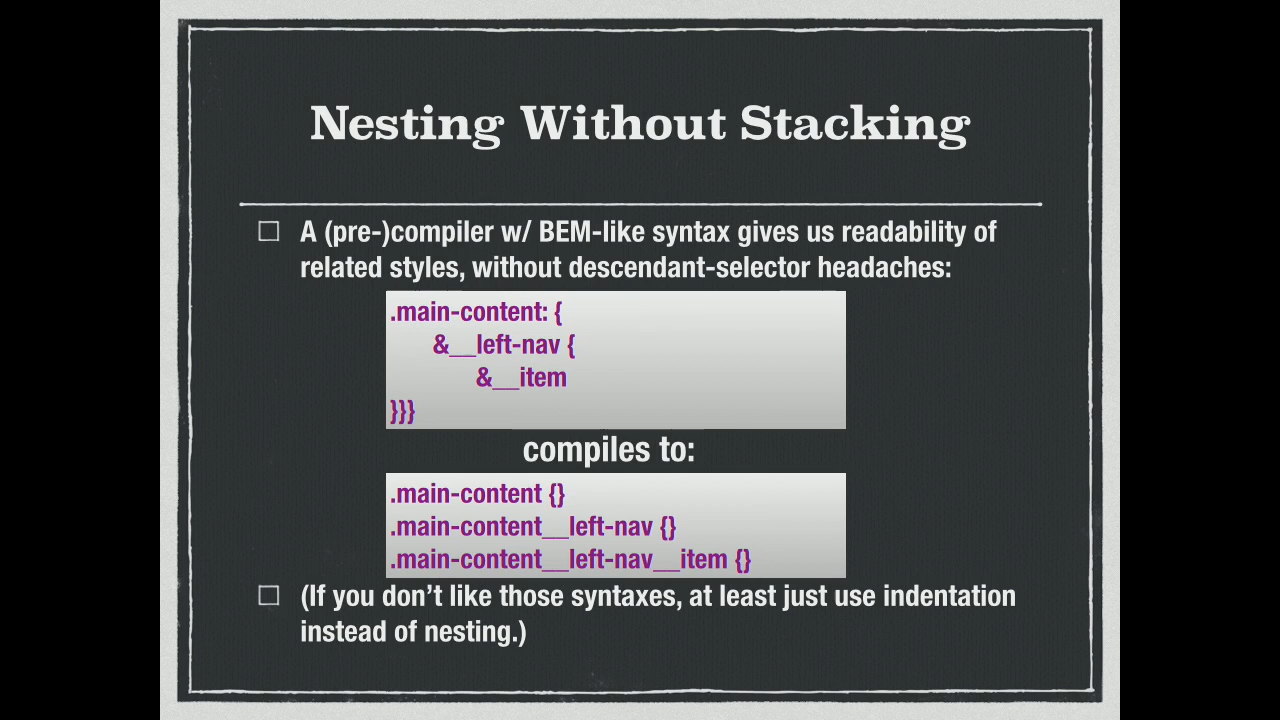 Nesting Without Stacking
A (pre-)compiler w/ BEM-like syntax gives us readability of
related styles, without descendant-selector headaches:
.main-content: {
&__left-nav {
&__item
}}}
compiles to:
.main-content {}
.main-content__left-nav {}
.main-content__left-nav__item {}
(If you don’t like those syntaxes, at least just use indentation
instead of nesting.)